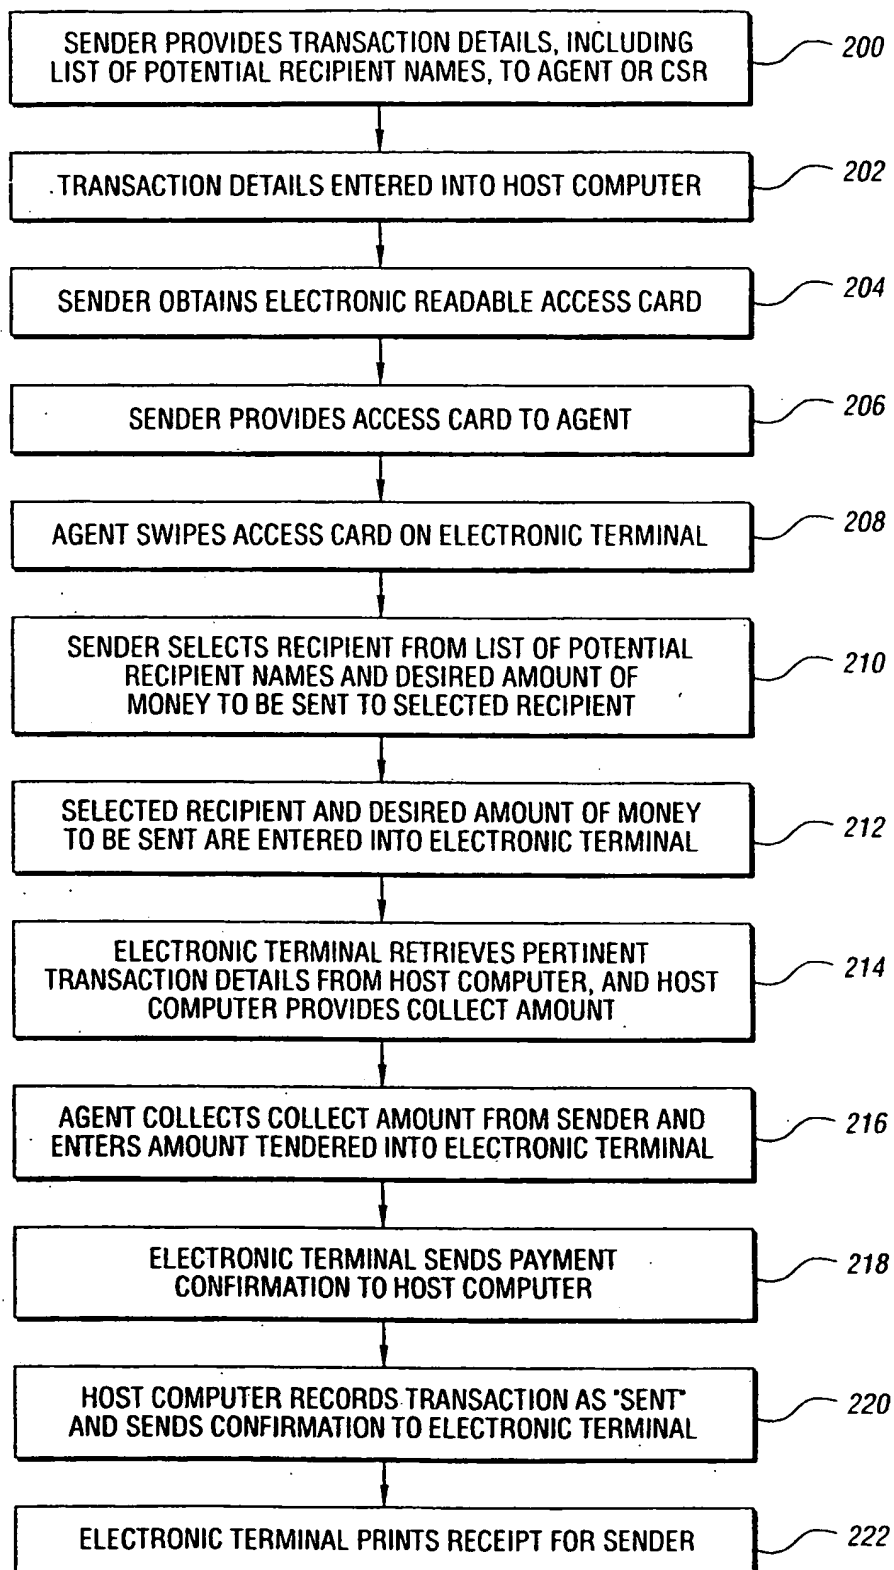 SENDER PROVIDES TRANSACTION DETAILS, INCLUDING
LIST OF POTENTIAL RECIPIENT NAMES, TO AGENT OR CSR
200
TRANSACTION DETAILS ENTERED INTO HOST COMPUTER
202
SENDER OBTAINS ELECTRONIC READABLE ACCESS CARD
204
SENDER PROVIDES ACCESS CARD TO AGENT
206
AGENT SWIPES ACCESS CARD ON ELECTRONIC TERMINAL
208
SENDER SELECTS RECIPIENT FROM LIST OF POTENTIAL
RECIPIENT NAMES AND DESIRED AMOUNT OF
MONEY TO BE SENT TO SELECTED RECIPIENT
210
SELECTED RECIPIENT AND DESIRED AMOUNT OF MONEY
TO BE SENT ARE ENTERED INTO ELECTRONIC TERMINAL
212
ELECTRONIC TERMINAL RETRIEVES PERTINENT
TRANSACTION DETAILS FROM HOST COMPUTER, AND HOST
COMPUTER PROVIDES COLLECT AMOUNT
214
AGENT COLLECTS COLLECT AMOUNT FROM SENDER AND
ENTERS AMOUNT TENDERED INTO ELECTRONIC TERMINAL
216
ELECTRONIC TERMINAL SENDS PAYMENT
CONFIRMATION TO HOST COMPUTER
218
HOST COMPUTER RECORDS TRANSACTION AS "SENT"
AND SENDS CONFIRMATION TO ELECTRONIC TERMINAL
220
ELECTRONIC TERMINAL PRINTS RECEIPT FOR SENDER
222